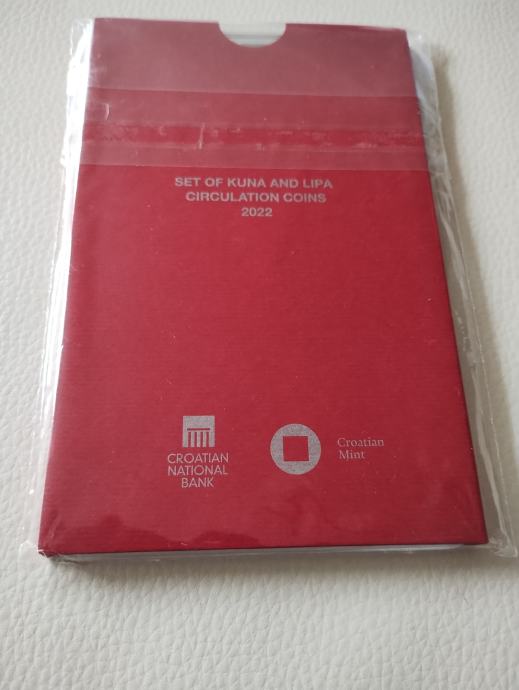 SET OF KUNA AND LIPA
CIRCULATION COINS
2022
CROATIAN
NATIONAL
BANK
Croatian
Mint